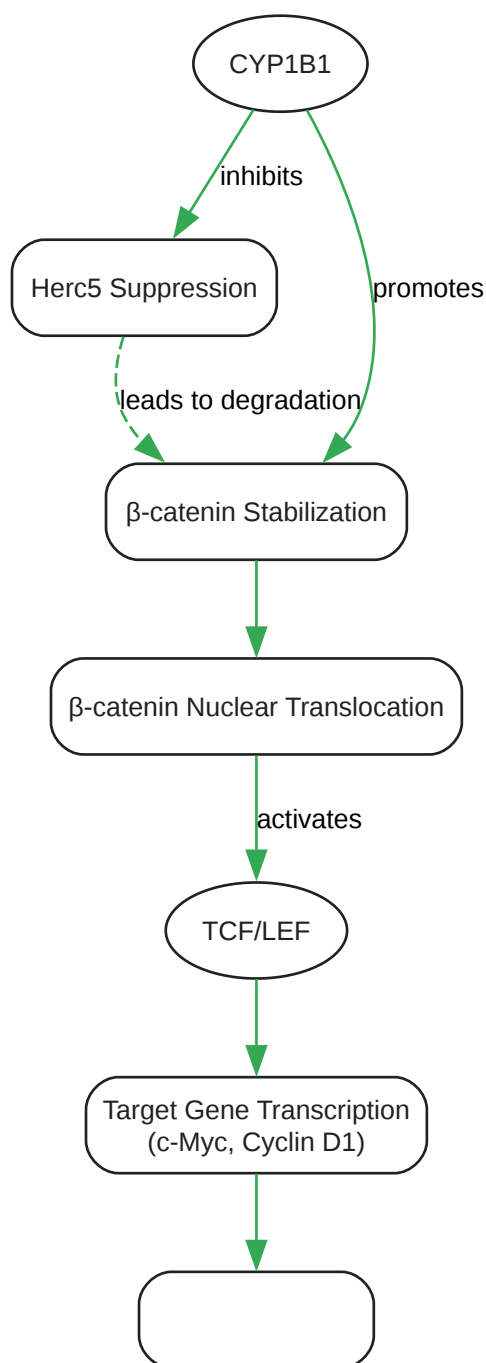 CYP1B1
inhibits
Herc5 Suppression
promotes
leads to degradation
β-catenin Stabilization
β-catenin Nuclear Translocation
activates
TCF/LEF
Target Gene Transcription
(c-Myc, Cyclin D1)